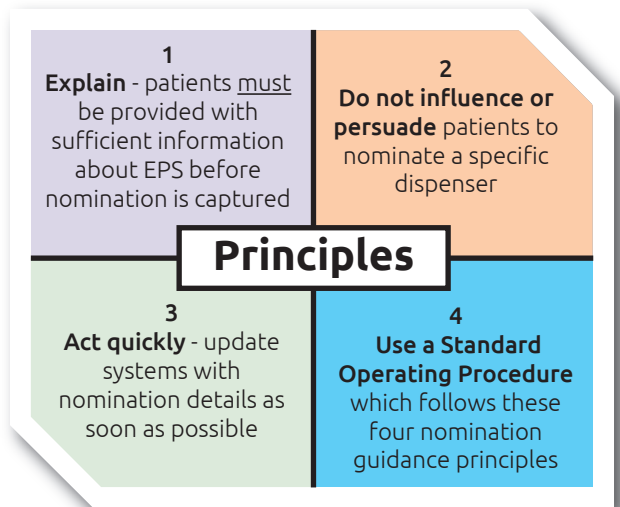 1
Explain - patients must
be provided with
sufficient information
about EPS before
nomination is captured
2
Do not influence or
persuade patients to
nominate a specific
dispenser
Principles
3
Act quickly - update
systems with
nomination details as
soon as possible
4
Use a Standard
Operating Procedure
which follows these
four nomination
guidance principles